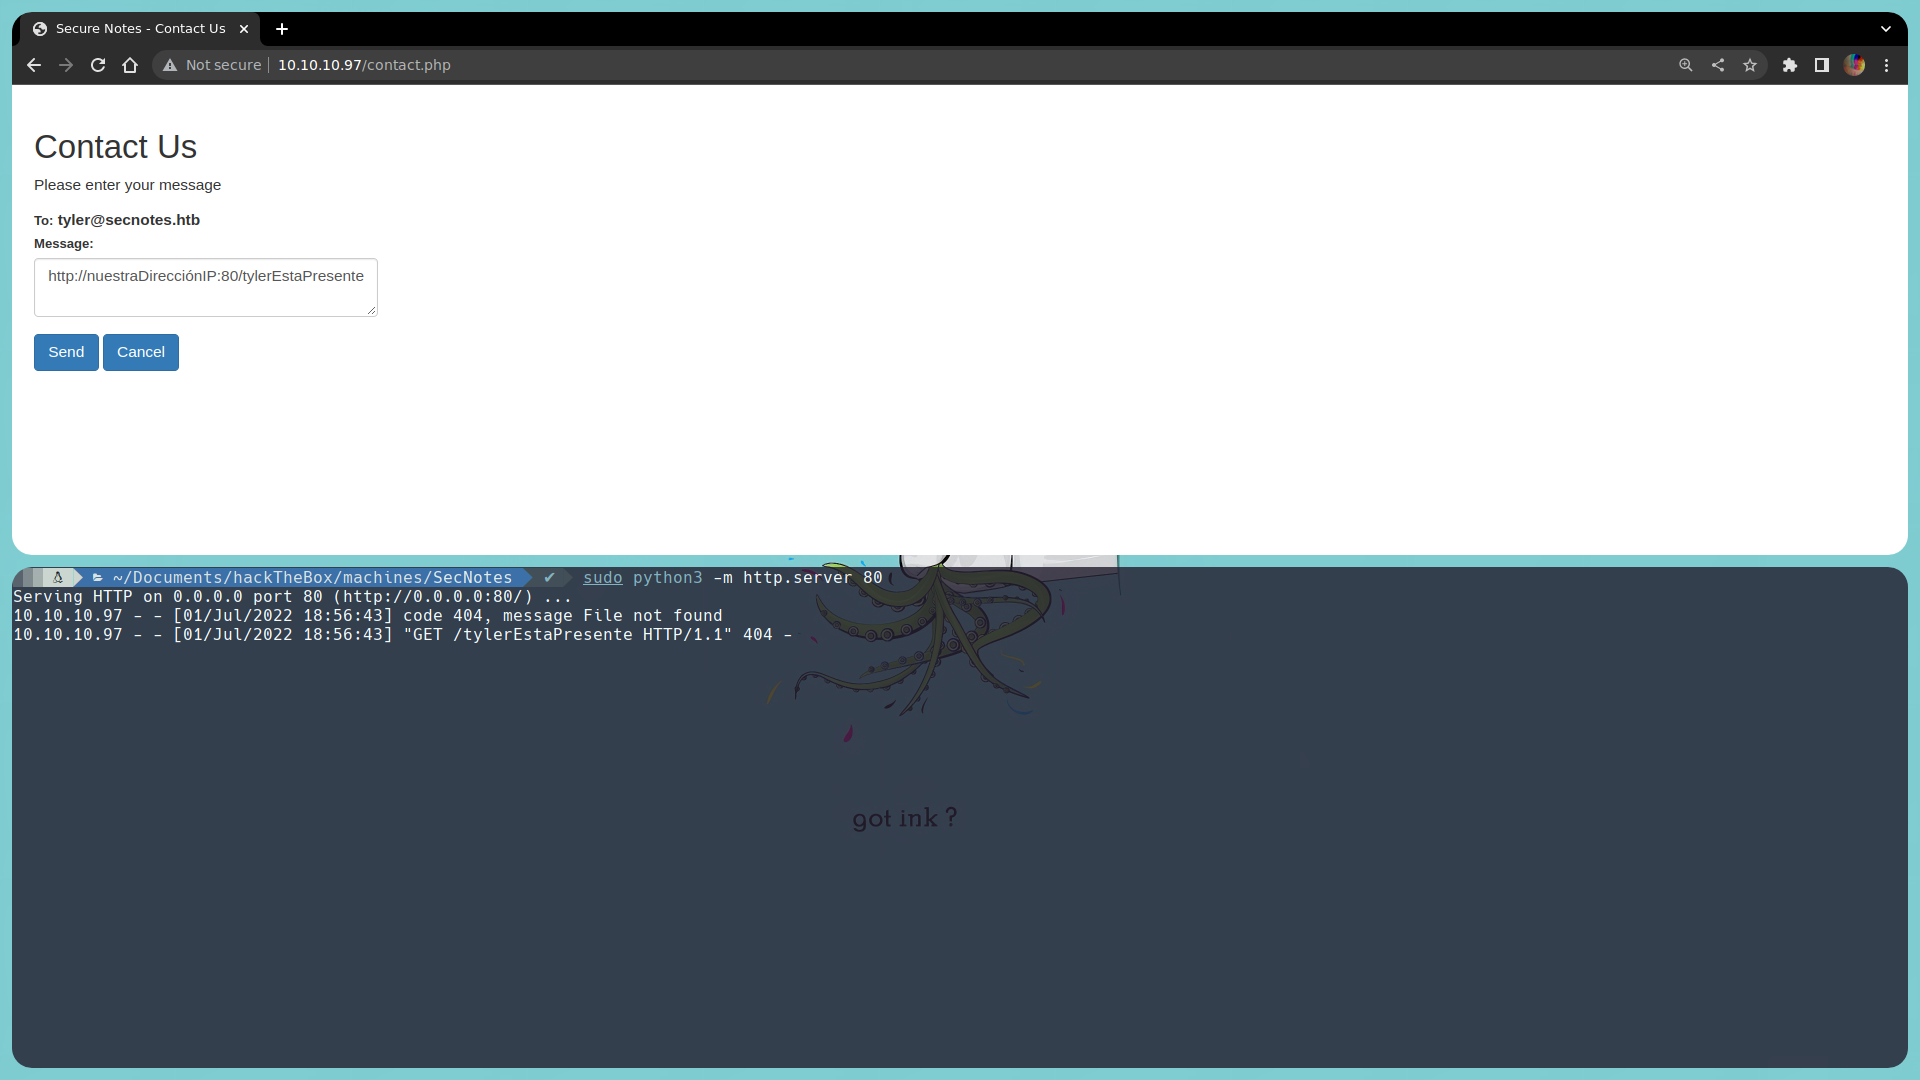 Secure Notes - Contact Us
Not secure | 10.10.10.97/contact.php
Contact Us
Please enter your message
To: tyler@secnotes.htb
Message:
http://nuestraDirecciónIP:80/tylerEstaPresente
Send Cancel
~/Documents/hackTheBox/machines/SecNotes ✔ sudo python3 -m http.server 80
Serving HTTP on 0.0.0.0 port 80 (http://0.0.0.0:80/) ...
10.10.10.97 - - [01/Jul/2022 18:56:43] code 404, message File not found
10.10.10.97 - - [01/Jul/2022 18:56:43] "GET /tylerEstaPresente HTTP/1.1" 404 -
got ink ?